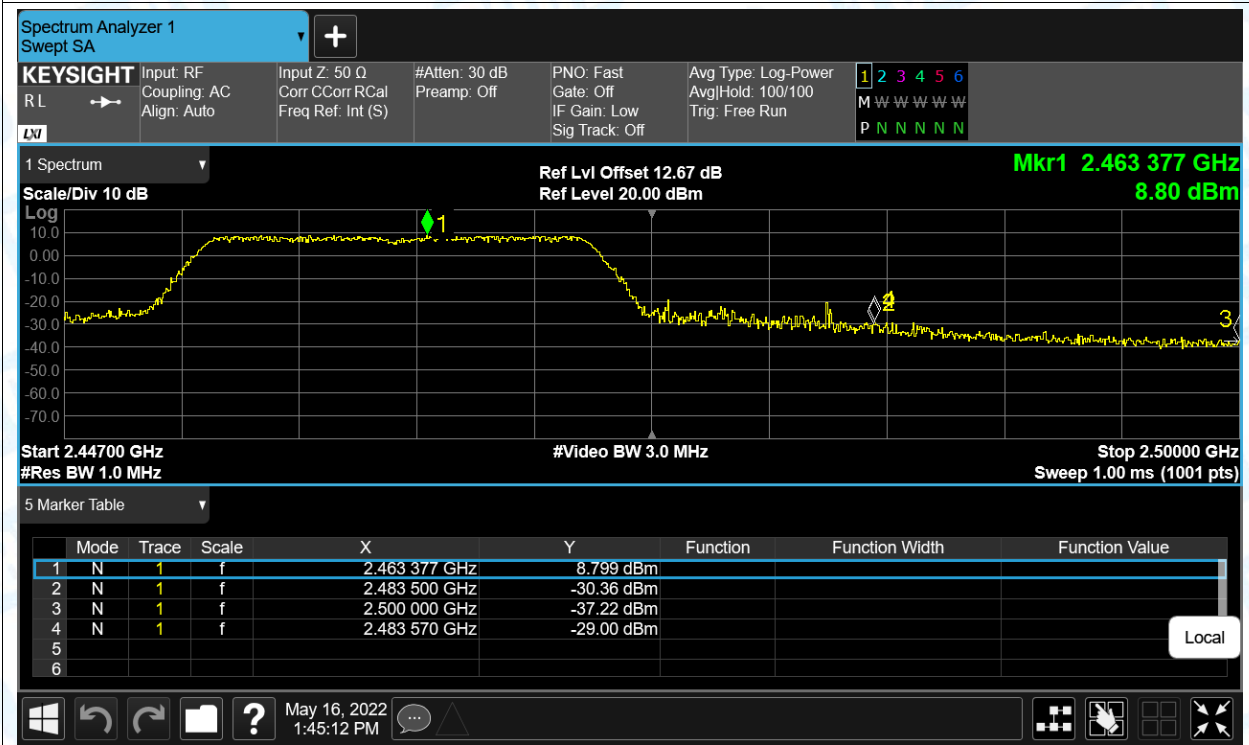 Spectrum Analyzer 1
Swept SA
KEYSIGHT
R L
LXI
Input: RF
Coupling: AC
Align: Auto
Input Z: 50 Ω
Corr CCorr RCal
Freq Ref: Int (S)
#Atten: 30 dB
Preamp: Off
PNO: Fast
Gate: Off
IF Gain: Low
Sig Track: Off
Avg Type: Log-Power
Avg|Hold: 100/100
Trig: Free Run
1 2 3 4 5 6
M W W W W W
P N N N N N
1 Spectrum
Scale/Div 10 dB
Ref Lvl Offset 12.67 dB
Ref Level 20.00 dBm
Mkr1 2.463 377 GHz
8.80 dBm
Log
10.0
0.00
-10.0
-20.0
-30.0
-40.0
-50.0
-60.0
-70.0
1
2
3
Start 2.44700 GHz
#Res BW 1.0 MHz
#Video BW 3.0 MHz
Stop 2.50000 GHz
Sweep 1.00 ms (1001 pts)
5 Marker Table
Mode Trace Scale X Y Function Function Width Function Value
1 N 1 f 2.463 377 GHz 8.799 dBm
2 N 1 f 2.483 500 GHz -30.36 dBm
3 N 1 f 2.500 000 GHz -37.22 dBm
4 N 1 f 2.483 570 GHz -29.00 dBm
5
6
Local
?
May 16, 2022
1:45:12 PM